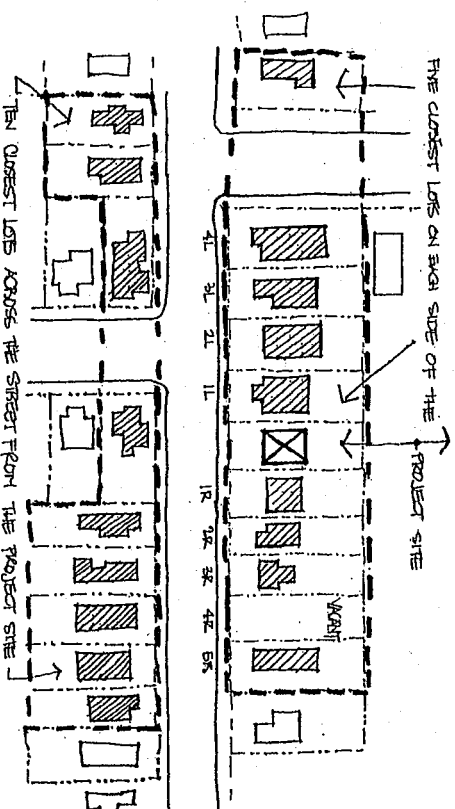 FIVE CLOSEST LOTS ON EACH SIDE OF THE
PROJECT SITE
4L
3L
2L
1L
1R
2R
3R
4R
5R
VACANT
TEN CLOSEST LOTS ACROSS THE STREET FROM THE PROJECT SITE